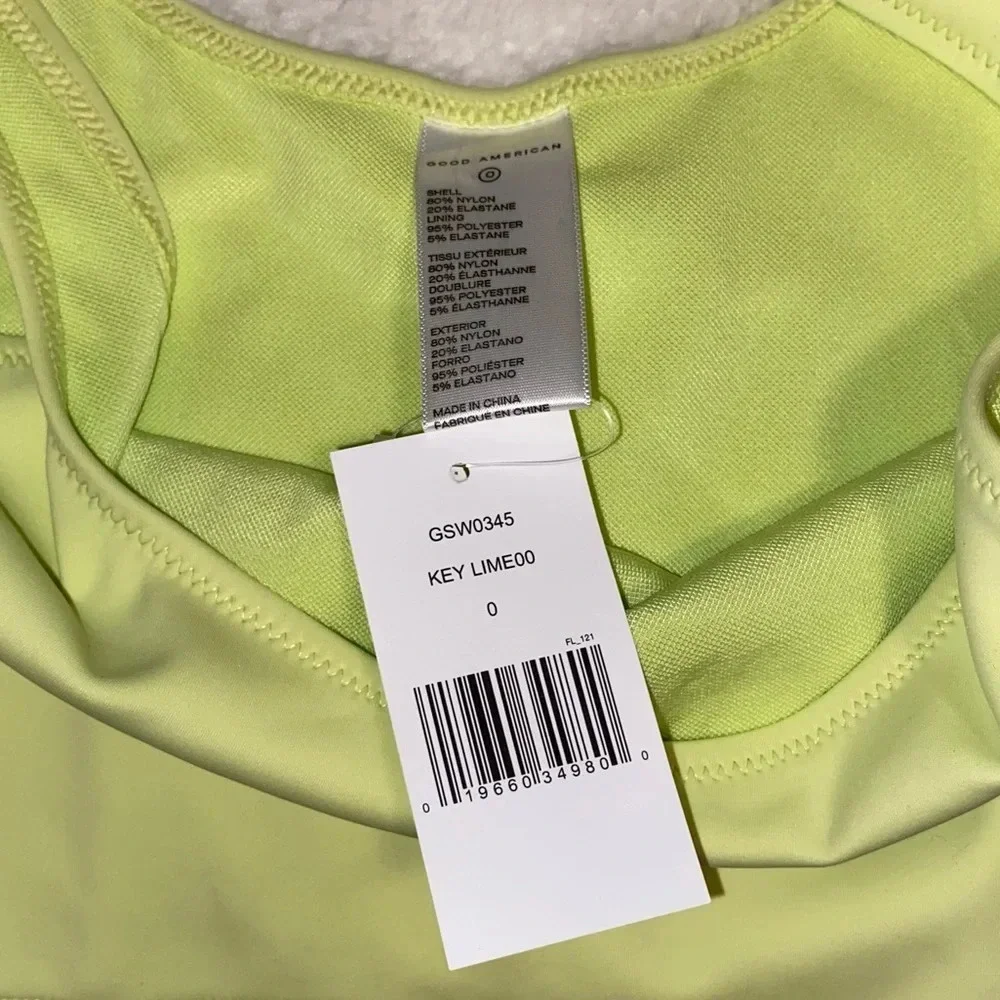 GOOD AMERICAN
0
SHELL
80% NYLON
20% ELASTANE
LINING
95% POLYESTER
5% ELASTANE
TISSU EXTÉRIEUR
80% NYLON
20% ÉLASTHANNE
DOUBLURE
95% POLYESTER
5% ÉLASTHANNE
EXTERIOR
80% NYLON
20% ELASTANO
FORRO
95% POLIÉSTER
5% ELASTANO
MADE IN CHINA
FABRIQUÉ EN CHINE
GSW0345
KEY LIME00
0
FL_121
0 19660 34980 0